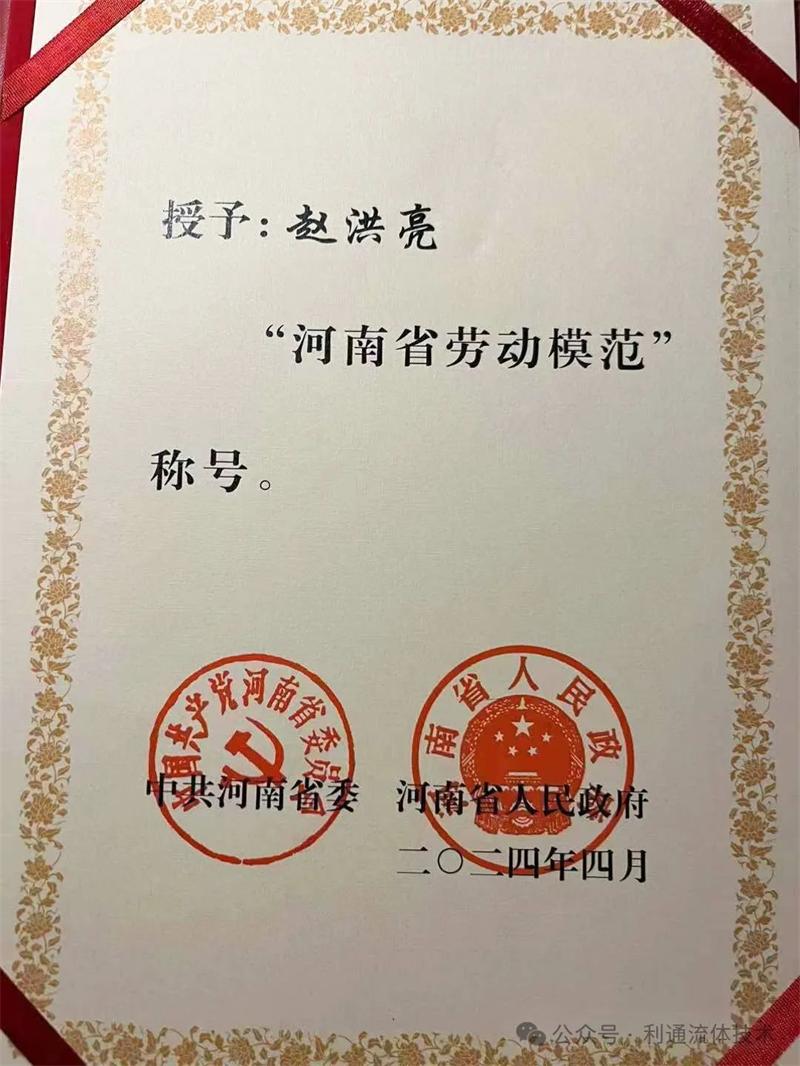 授予：赵洪亮
“河南省劳动模范”
称号。
中国共产党河南省委员会
河南省人民政府
中共河南省委 河南省人民政府
二〇二四年四月
公众号 · 利通流体技术